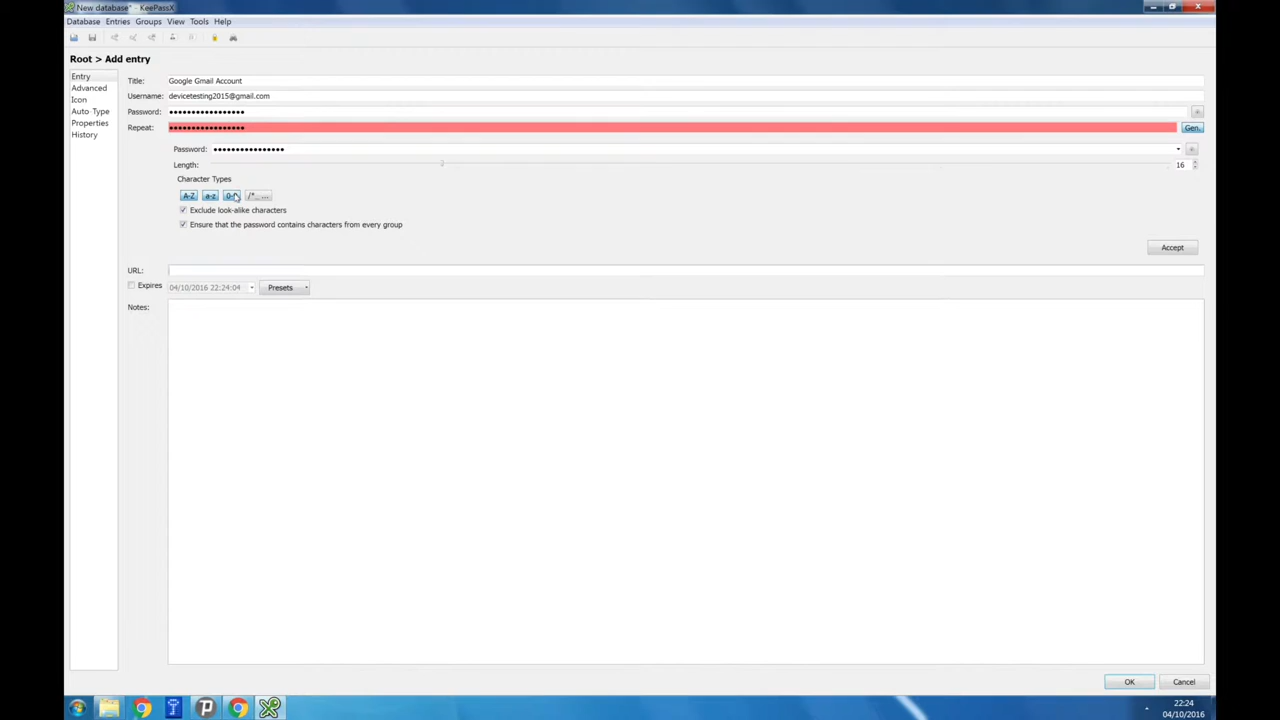 New database* - KeePassX
Database Entries Groups View Tools Help
Root > Add entry
Entry
Advanced
Icon
Auto-Type
Properties
History
Title: Google Gmail Account
Username: devicetesting2015@gmail.com
Password: •••••••••••••••••
Repeat: ••••••••••••••••• Gen.
Password: ••••••••••••••••
Length: 16
Character Types
A-Z a-z 0-9 /*_...
Exclude look-alike characters
Ensure that the password contains characters from every group
Accept
URL:
Expires 04/10/2016 22:24:04 Presets
Notes:
OK Cancel
22:24
04/10/2016